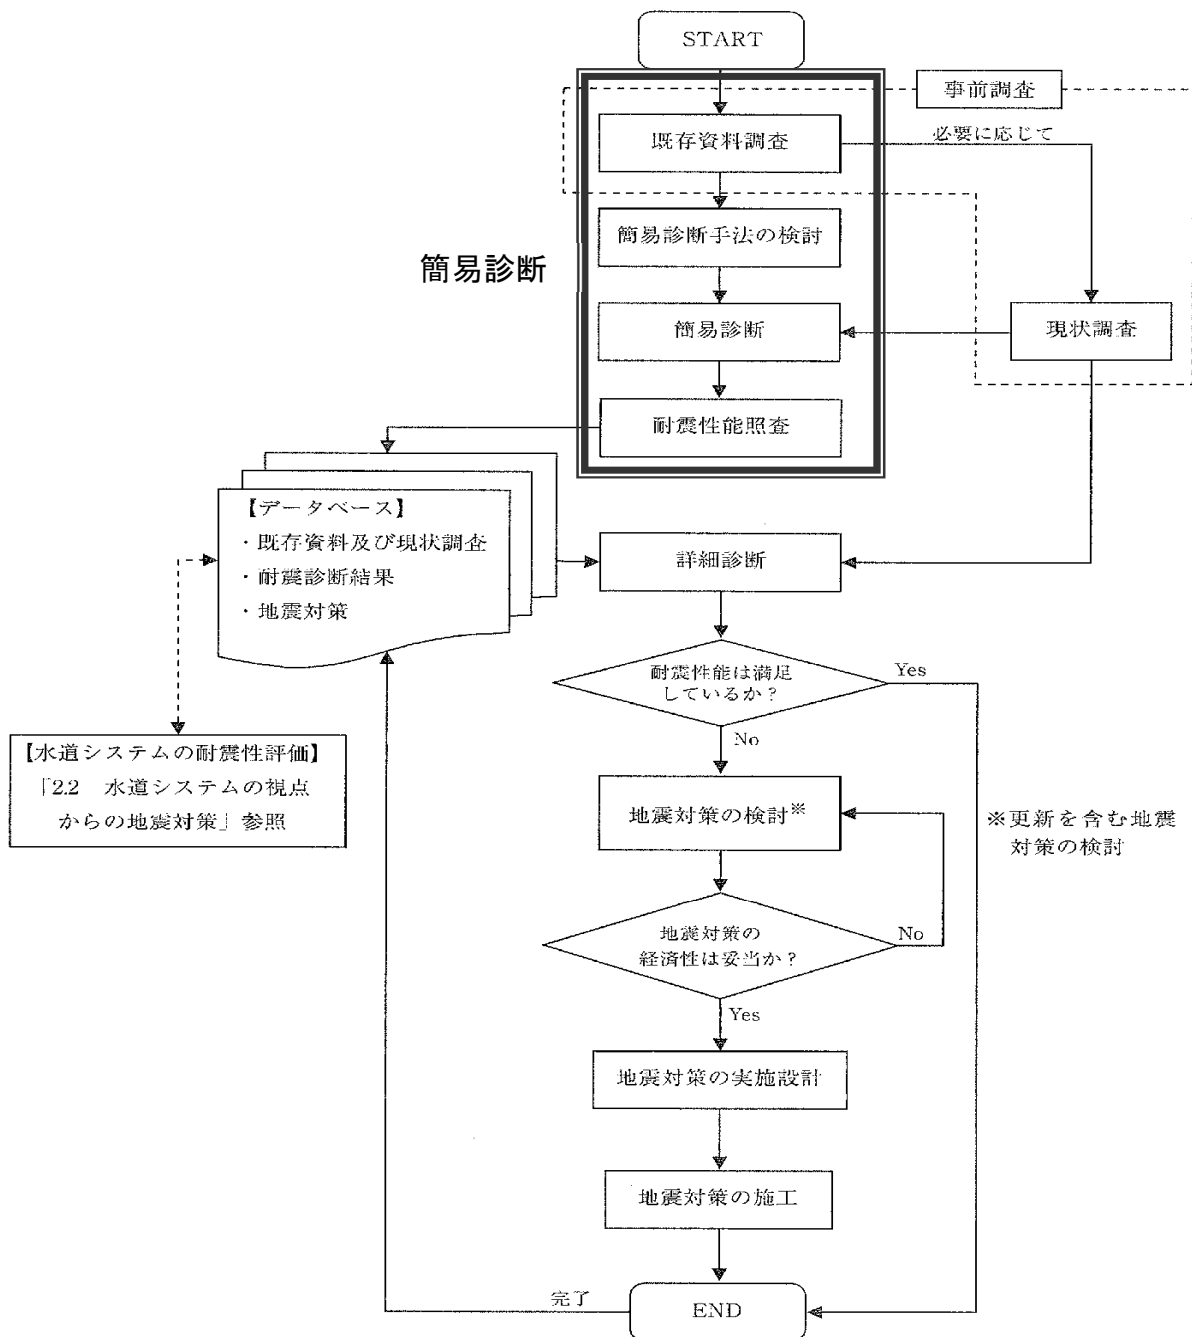 START
事前調査
既存資料調査
必要に応じて
簡易診断手法の検討
簡易診断
簡易診断
現状調査
耐震性能照査
【データベース】
・既存資料及び現状調査
・耐震診断結果
・地震対策
詳細診断
耐震性能は満足
しているか？
Yes
No
【水道システムの耐震性評価】
「2.2 水道システムの視点
からの地震対策」参照
地震対策の検討※
※更新を含む地震
対策の検討
地震対策の
経済性は妥当か？
No
Yes
地震対策の実施設計
地震対策の施工
完了
END